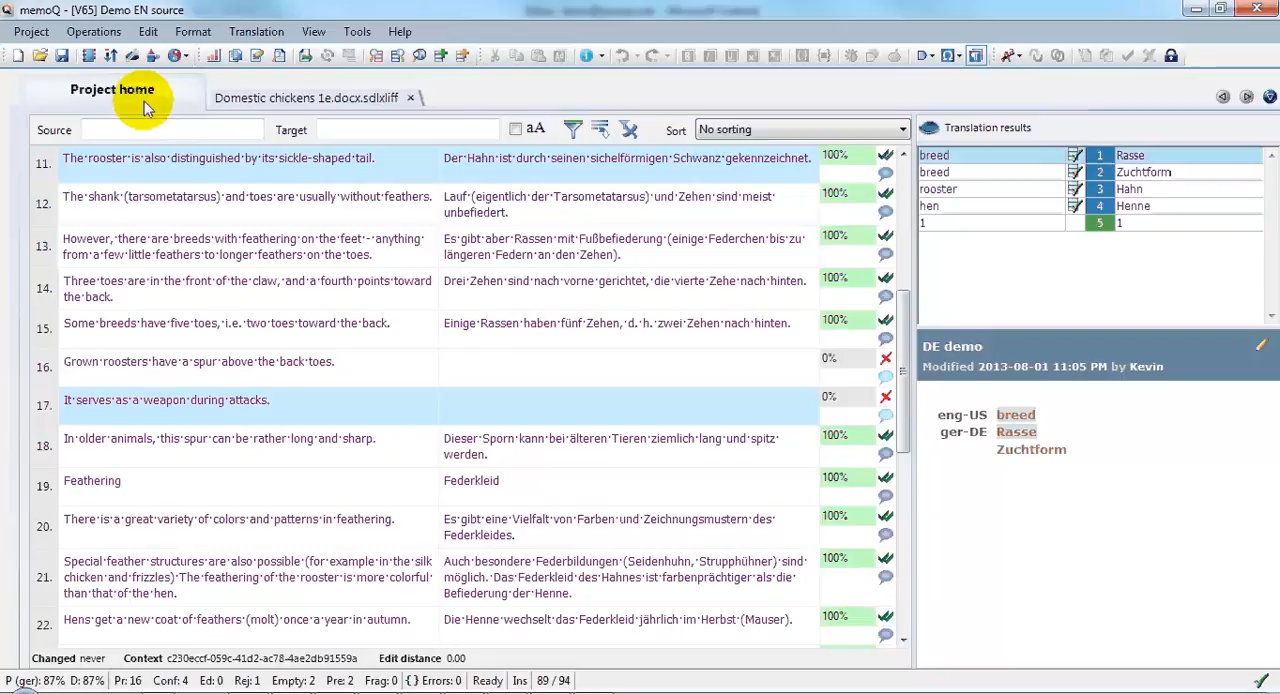 memoQ - [V65] Demo EN source
Project Operations Edit Format Translation View Tools Help
Project home
Domestic chickens 1e.docx.sdlxliff
Source Target aA Sort No sorting
11. The rooster is also distinguished by its sickle-shaped tail. Der Hahn ist durch seinen sichelförmigen Schwanz gekennzeichnet. 100%
12. The shank (tarsometatarsus) and toes are usually without feathers. Lauf (eigentlich der Tarsometatarsus) und Zehen sind meist 100%
unbefiedert.
13. However, there are breeds with feathering on the feet - anything Es gibt aber Rassen mit Fußbefiederung (einige Federchen bis zu 100%
from a few little feathers to longer feathers on the toes. längeren Federn an den Zehen).
14. Three toes are in the front of the claw, and a fourth points toward Drei Zehen sind nach vorne gerichtet, die vierte Zehe nach hinten. 100%
the back.
15. Some breeds have five toes, i.e. two toes toward the back. Einige Rassen haben fünf Zehen, d. h. zwei Zehen nach hinten. 100%
16. Grown roosters have a spur above the back toes. 0%
17. It serves as a weapon during attacks. 0%
18. In older animals, this spur can be rather long and sharp. Dieser Sporn kann bei älteren Tieren ziemlich lang und spitz 100%
werden.
19. Feathering Federkleid 100%
20. There is a great variety of colors and patterns in feathering. Es gibt eine Vielfalt von Farben und Zeichnungsmustern des 100%
Federkleides.
21. Special feather structures are also possible (for example in the silk Auch besondere Federbildungen (Seidenhuhn, Strupphühner) sind 100%
chicken and frizzles) The feathering of the rooster is more colorful möglich. Das Federkleid des Hahnes ist farbenprächtiger als die
than that of the hen. Befiederung der Henne.
22. Hens get a new coat of feathers (molt) once a year in autumn. Die Henne wechselt das Federkleid jährlich im Herbst (Mauser). 100%
Changed never Context c230eccf-059c-41d2-ac78-4ae2db91559a Edit distance 0.00
P (ger): 87% D: 87% Pr: 16 Conf: 4 Ed: 0 Rej: 1 Empty: 2 Pre: 2 Frag: 0 {} Errors: 0 Ready Ins 89 / 94
Translation results
breed 1 Rasse
breed 2 Zuchtform
rooster 3 Hahn
hen 4 Henne
1 5 1
DE demo
Modified 2013-08-01 11:05 PM by Kevin
eng-US breed
ger-DE Rasse
Zuchtform